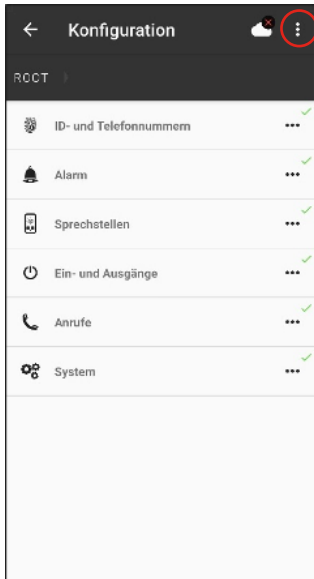 Konfiguration
ROOT
ID- und Telefonnummern
Alarm
Sprechstellen
Ein- und Ausgänge
Anrufe
System